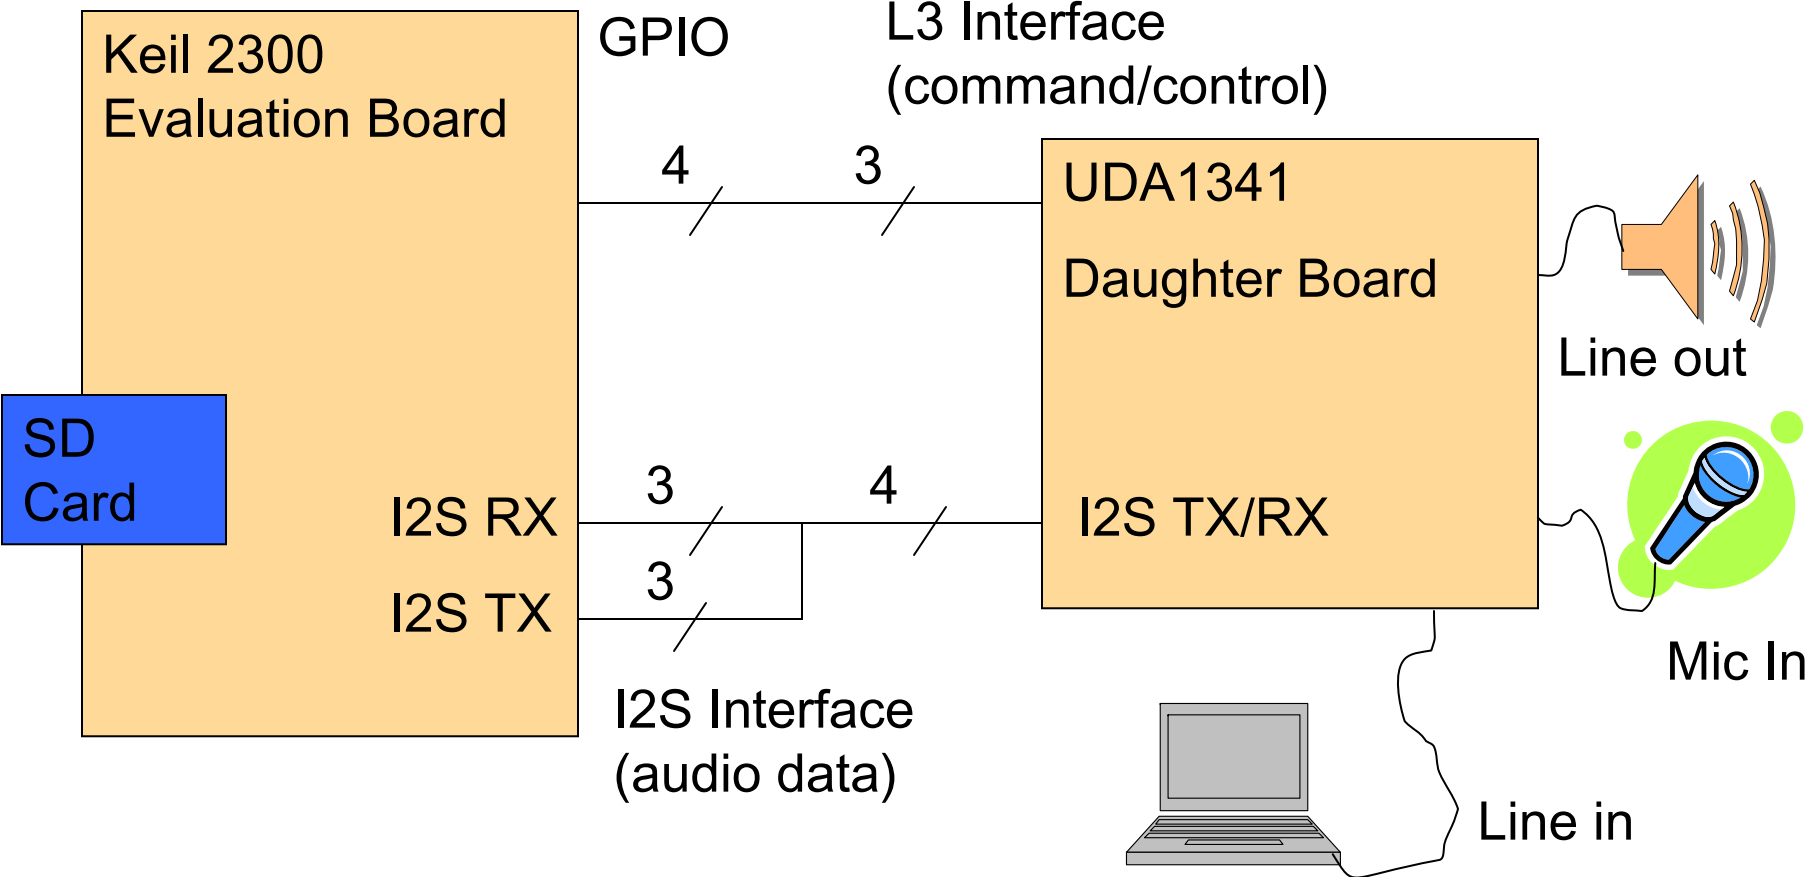 Keil 2300
Evaluation Board
GPIO
L3 Interface
(command/control)
4
3
UDA1341
Daughter Board
Line out
SD
Card
I2S RX
3
4
I2S TX/RX
I2S TX
3
Mic In
I2S Interface
(audio data)
Line in